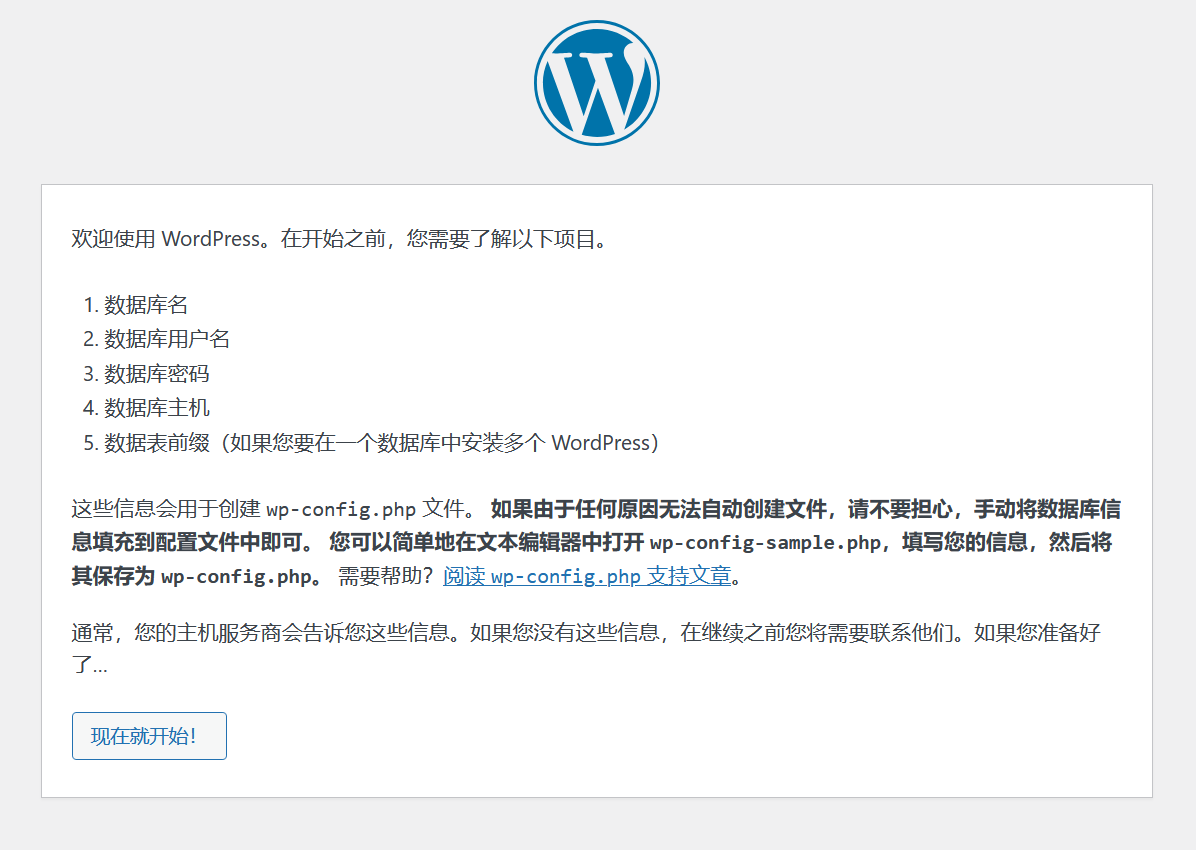 欢迎使用 WordPress。在开始之前，您需要了解以下项目。
1. 数据库名
2. 数据库用户名
3. 数据库密码
4. 数据库主机
5. 数据表前缀（如果您要在一个数据库中安装多个 WordPress）
这些信息会用于创建 wp-config.php 文件。 如果由于任何原因无法自动创建文件，请不要担心，手动将数据库信
息填充到配置文件中即可。 您可以简单地在文本编辑器中打开 wp-config-sample.php，填写您的信息，然后将
其保存为 wp-config.php。 需要帮助？阅读 wp-config.php 支持文章。
通常，您的主机服务商会告诉您这些信息。如果您没有这些信息，在继续之前您将需要联系他们。如果您准备好
了…
现在就开始！